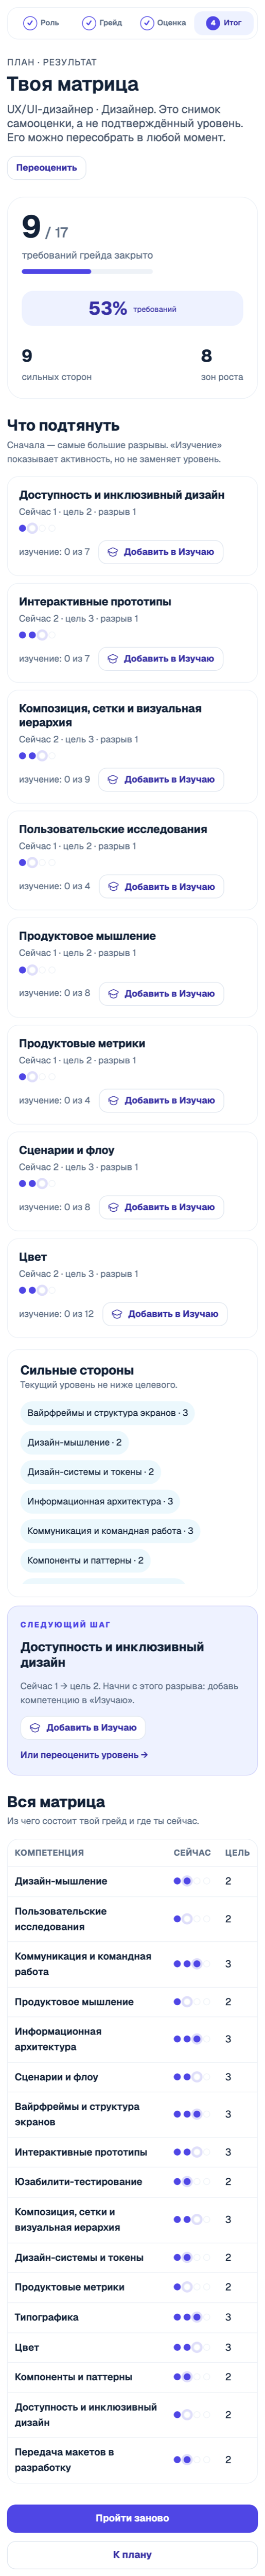 Роль
Грейд
Оценка
4 Итог
ПЛАН · РЕЗУЛЬТАТ
Твоя матрица
UX/UI-дизайнер · Дизайнер. Это снимок
самооценки, а не подтверждённый уровень.
Его можно пересобрать в любой момент.
Переоценить
9 / 17
требований грейда закрыто
53% требований
9
8
сильных сторон
зон роста
Что подтянуть
Сначала — самые большие разрывы. «Изучение»
показывает активность, но не заменяет уровень.
Доступность и инклюзивный дизайн
Сейчас 1 · цель 2 · разрыв 1
изучение: 0 из 7
Добавить в Изучаю
Интерактивные прототипы
Сейчас 2 · цель 3 · разрыв 1
изучение: 0 из 7
Добавить в Изучаю
Композиция, сетки и визуальная
иерархия
Сейчас 2 · цель 3 · разрыв 1
изучение: 0 из 9
Добавить в Изучаю
Пользовательские исследования
Сейчас 1 · цель 2 · разрыв 1
изучение: 0 из 4
Добавить в Изучаю
Продуктовое мышление
Сейчас 1 · цель 2 · разрыв 1
изучение: 0 из 8
Добавить в Изучаю
Продуктовые метрики
Сейчас 1 · цель 2 · разрыв 1
изучение: 0 из 4
Добавить в Изучаю
Сценарии и флоу
Сейчас 2 · цель 3 · разрыв 1
изучение: 0 из 8
Добавить в Изучаю
Цвет
Сейчас 2 · цель 3 · разрыв 1
изучение: 0 из 12
Добавить в Изучаю
Сильные стороны
Текущий уровень не ниже целевого.
Вайрфреймы и структура экранов · 3
Дизайн-мышление · 2
Дизайн-системы и токены · 2
Информационная архитектура · 3
Коммуникация и командная работа · 3
Компоненты и паттерны · 2
СЛЕДУЮЩИЙ ШАГ
Доступность и инклюзивный
дизайн
Сейчас 1 → цель 2. Начни с этого разрыва: добавь
компетенцию в «Изучаю».
Добавить в Изучаю
Или переоценить уровень →
Вся матрица
Из чего состоит твой грейд и где ты сейчас.
КОМПЕТЕНЦИЯ СЕЙЧАС ЦЕЛЬ
Дизайн-мышление 2
Пользовательские
исследования 2
Коммуникация и командная
работа 3
Продуктовое мышление 2
Информационная
архитектура 3
Сценарии и флоу 3
Вайрфреймы и структура
экранов 3
Интерактивные прототипы 3
Юзабилити-тестирование 2
Композиция, сетки и
визуальная иерархия 3
Дизайн-системы и токены 2
Продуктовые метрики 2
Типографика 3
Цвет 3
Компоненты и паттерны 2
Доступность и инклюзивный
дизайн 2
Передача макетов в
разработку 2
Пройти заново
К плану